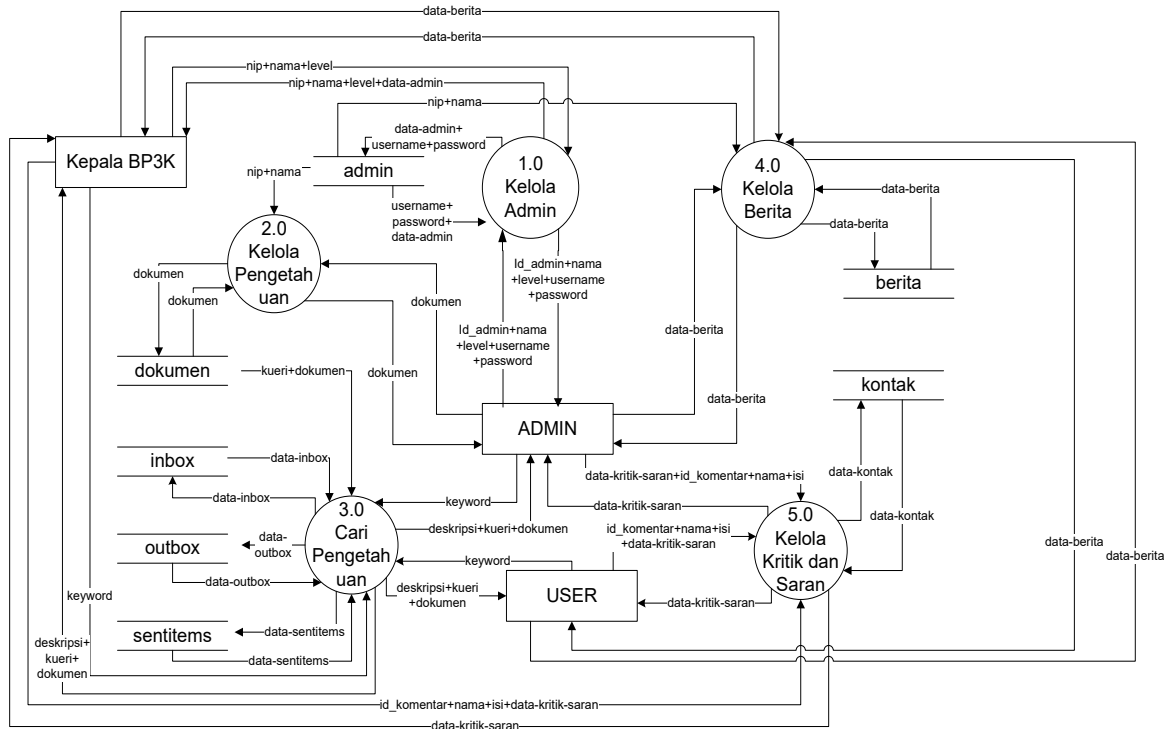 data-berita
data-berita
nip+nama+level
nip+nama+level+data-admin
nip+nama
data-admin+
username+password
Kepala BP3K
admin
nip+nama
1.0
Kelola
Admin
4.0
Kelola
Berita
data-berita
data-berita
berita
username+
password+
data-admin
2.0
Kelola
Pengetah
uan
dokumen
dokumen
dokumen
Id_admin+nama
+level+username
+password
Id_admin+nama
+level+username
+password
data-berita
dokumen
kueri+dokumen
dokumen
data-berita
kontak
ADMIN
inbox
data-inbox
data-inbox
keyword
data-kritik-saran+id_komentar+nama+isi
data-kritik-saran
data-kontak
data-kontak
3.0
Cari
Pengetah
uan
deskripsi+kueri+dokumen
id_komentar+nama+isi
+data-kritik-saran
5.0
Kelola
Kritik dan
Saran
data-berita
data-berita
outbox
data-
outbox
data-outbox
keyword
deskripsi+kueri
+dokumen
USER
data-kritik-saran
keyword
sentitems
data-sentitems
data-sentitems
deskripsi+
kueri+
dokumen
id_komentar+nama+isi+data-kritik-saran
data-kritik-saran